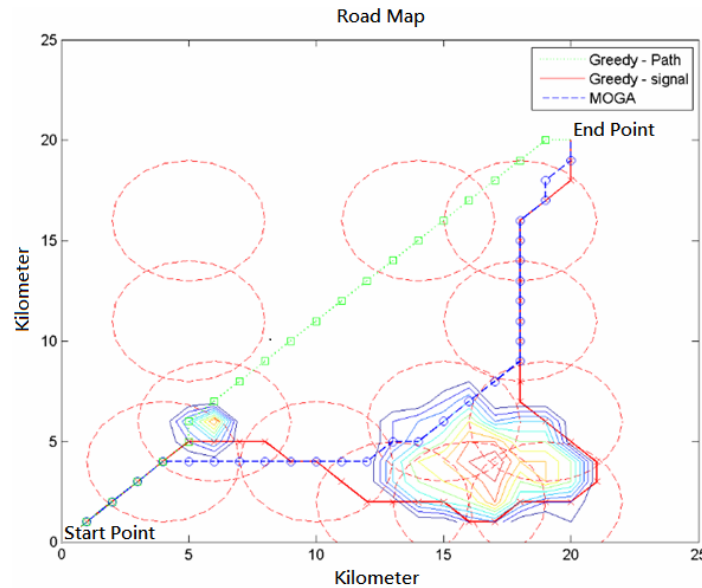 Road Map
25
Greedy - Path
Greedy - signal
MOGA
End Point
20
15
Kilometer
10
5
Start Point
0
0 5 10 15 20 25
Kilometer